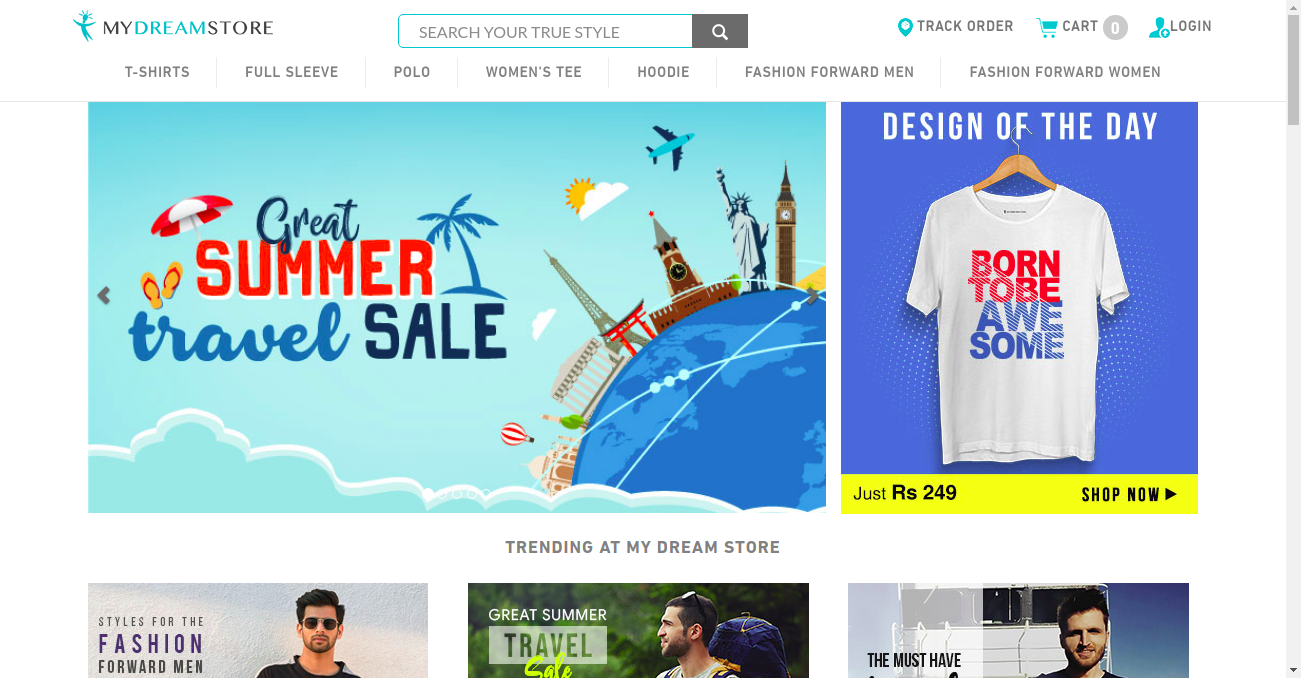 MYDREAMSTORE
SEARCH YOUR TRUE STYLE
TRACK ORDER
CART 0
LOGIN
T-SHIRTS
FULL SLEEVE
POLO
WOMEN'S TEE
HOODIE
FASHION FORWARD MEN
FASHION FORWARD WOMEN
Great
SUMMER
travel SALE
DESIGN OF THE DAY
BORN
TOBE
AWE
SOME
Just Rs 249
SHOP NOW
TRENDING AT MY DREAM STORE
STYLES FOR THE
FASHION
FORWARD MEN
GREAT SUMMER
TRAVEL
Sale
THE MUST HAVE